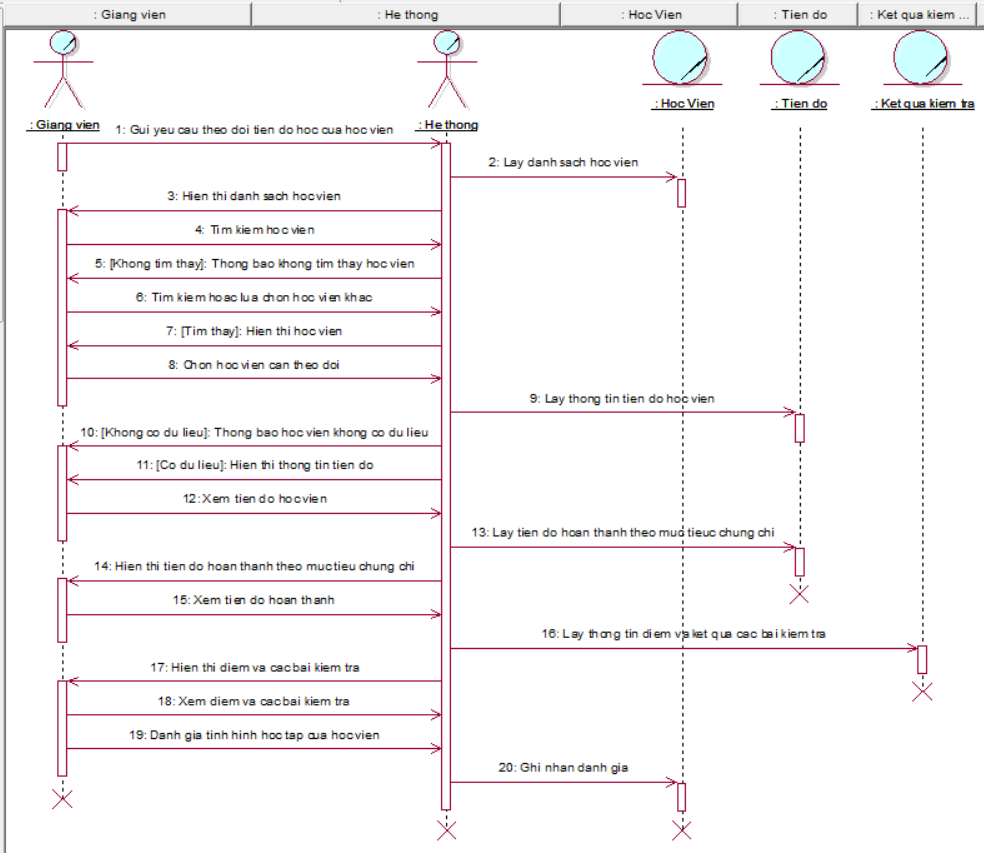 : Giang vien
: He thong
: Hoc Vien
: Tien do
: Ket qua kiem ...
: Giang vien
: He thong
: Hoc Vien
: Tien do
: Ket qua kiem tra
1: Gui yeu cau theo doi tien do hoc cua hoc vien
2: Lay danh sach hoc vien
3: Hien thi danh sach hoc vien
4: Tim kiem hoc vien
5: [Khong tim thay]: Thong bao khong tim thay hoc vien
6: Tim kiem hoac lua chon hoc vien khac
7: [Tim thay]: Hien thi hoc vien
8: Chon hoc vien can theo doi
9: Lay thong tin tien do hoc vien
10: [Khong co du lieu]: Thong bao hoc vien khong co du lieu
11: [Co du lieu]: Hien thi thong tin tien do
12: Xem tien do hoc vien
13: Lay tien do hoan thanh theo muc tieuc chung chi
14: Hien thi tien do hoan thanh theo muc tieu chung chi
15: Xem tien do hoan thanh
16: Lay thong tin diem va ket qua cac bai kiem tra
17: Hien thi diem va cac bai kiem tra
18: Xem diem va cac bai kiem tra
19: Danh gia tinh hinh hoc tap cua hoc vien
20: Ghi nhan danh gia